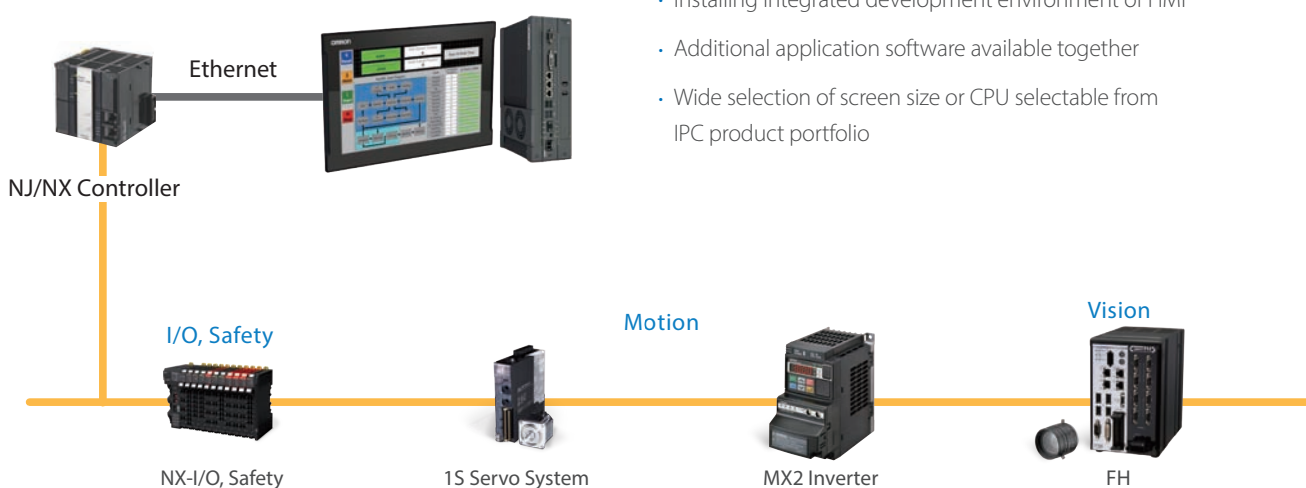 Additional application software available together
Wide selection of screen size or CPU selectable from
IPC product portfolio
Ethernet
OMRON
NJ/NX Controller
I/O, Safety
Motion
Vision
NX-I/O, Safety
1S Servo System
MX2 Inverter
FH